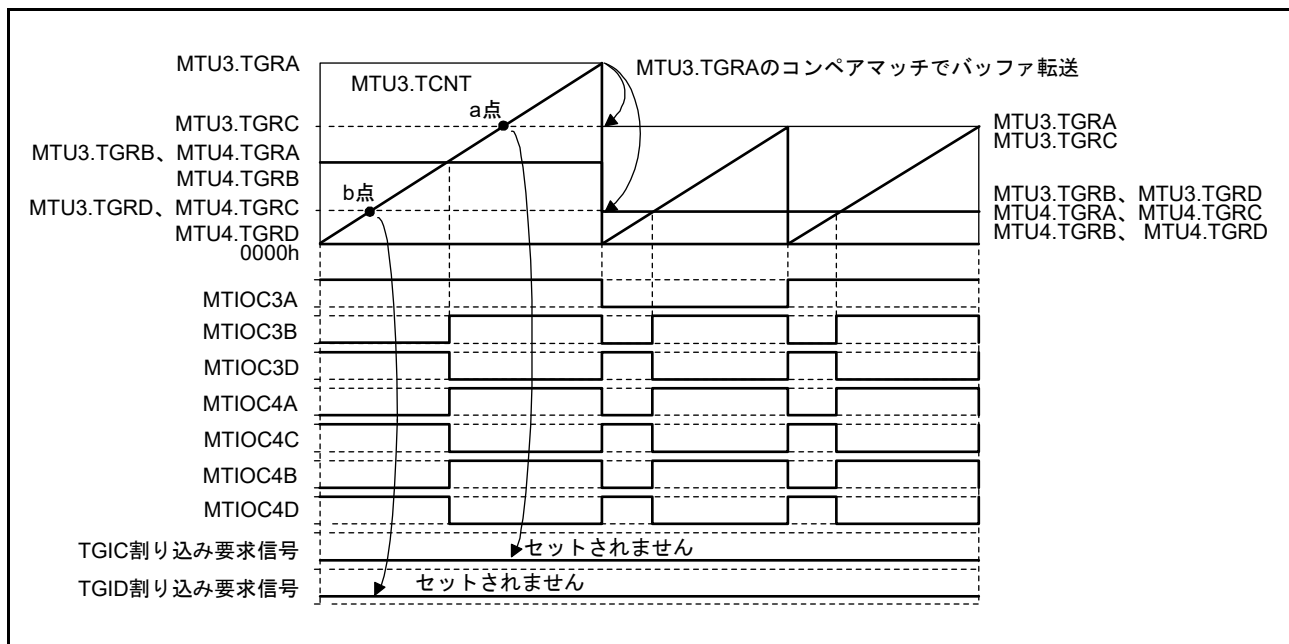 MTU3.TGRA
MTU3.TCNT
MTU3.TGRAのコンペアマッチでバッファ転送
a点
MTU3.TGRC
MTU3.TGRA
MTU3.TGRC
MTU3.TGRB、MTU4.TGRA
MTU4.TGRB
b点
MTU3.TGRD、MTU4.TGRC
MTU4.TGRD
0000h
MTU3.TGRB、MTU3.TGRD
MTU4.TGRA、MTU4.TGRC
MTU4.TGRB、 MTU4.TGRD
MTIOC3A
MTIOC3B
MTIOC3D
MTIOC4A
MTIOC4C
MTIOC4B
MTIOC4D
TGIC割り込み要求信号
セットされません
TGID割り込み要求信号
セットされません